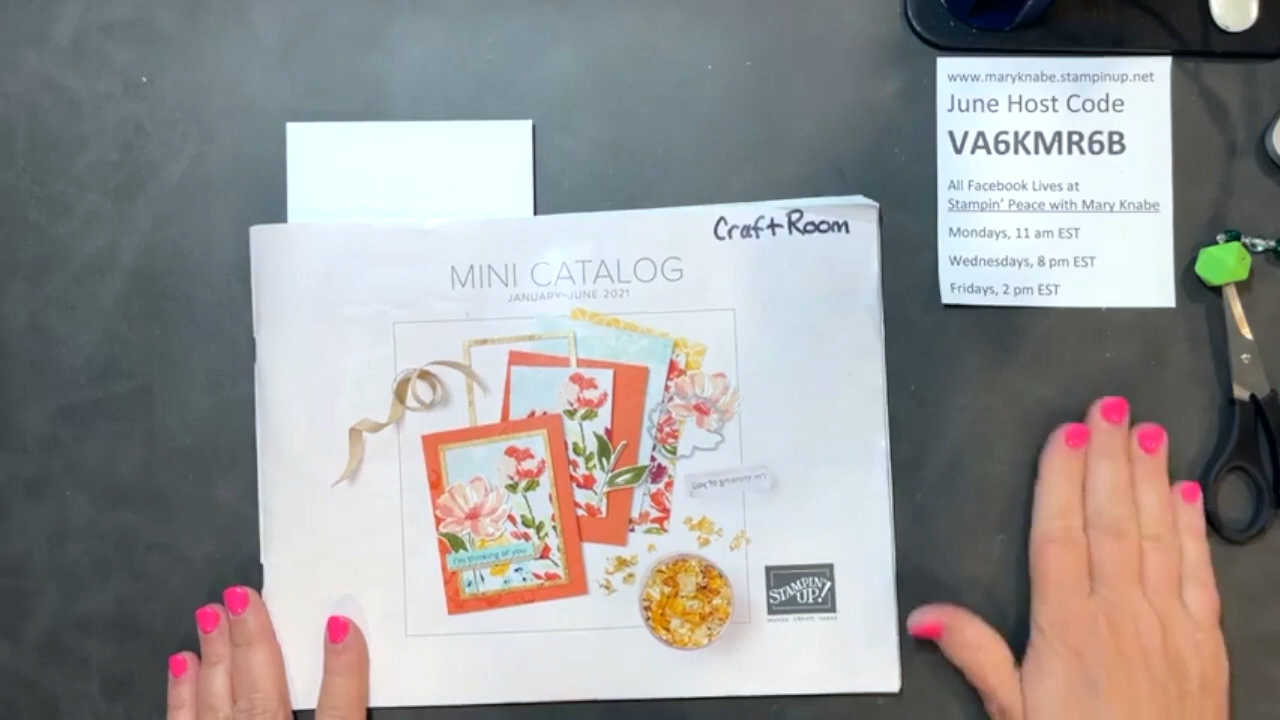 www.maryknabe.stampinup.net
June Host Code
VA6KMR6B
All Facebook Lives at
Stampin' Peace with Mary Knabe
Mondays, 11 am EST
Wednesdays, 8 pm EST
Fridays, 2 pm EST
Craft Room
MINI CATALOG
JANUARY–JUNE 2021
I'm thinking of you
STAMPIN' UP!